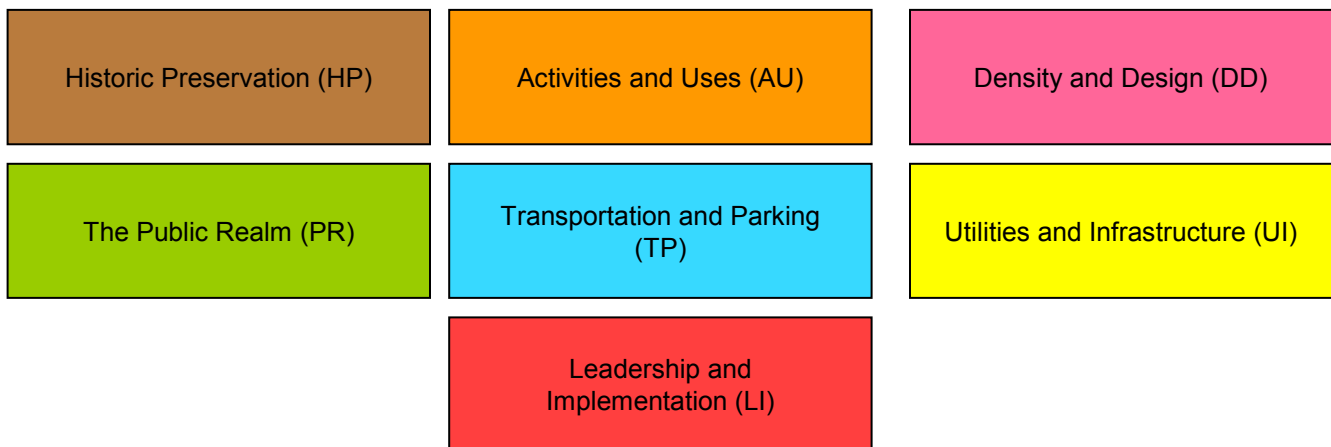 Historic Preservation (HP)
Activities and Uses (AU)
Density and Design (DD)
The Public Realm (PR)
Transportation and Parking
(TP)
Utilities and Infrastructure (UI)
Leadership and
Implementation (LI)